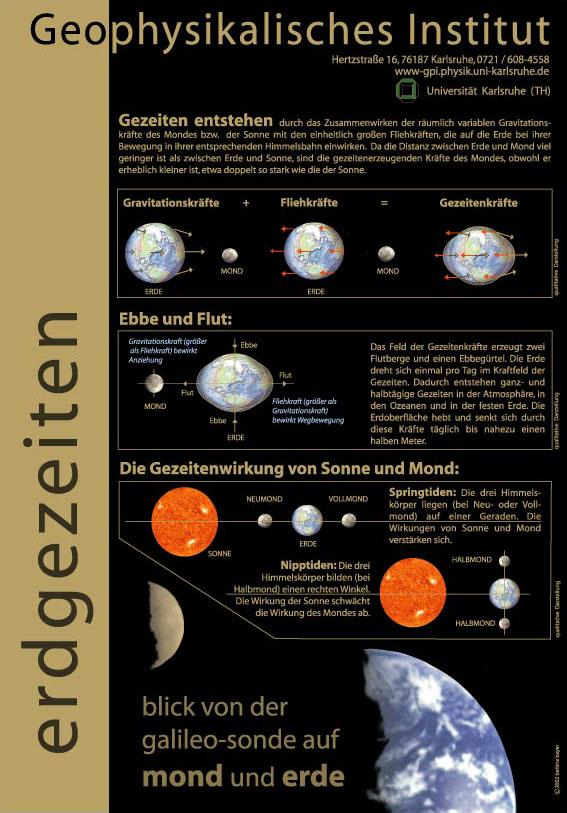 Geophysikalisches Institut
Hertzstraße 16, 76187 Karlsruhe, 0721 / 608-4558
www-gpi.physik.uni-karlsruhe.de
Universität Karlsruhe (TH)
erdgezeiten
Gezeiten entstehen durch das Zusammenwirken der räumlich variablen Gravitations-
kräfte des Mondes bzw. der Sonne mit den einheitlich großen Fliehkräften, die auf die Erde bei ihrer
Bewegung in ihrer entsprechenden Himmelsbahn einwirken. Da die Distanz zwischen Erde und Mond viel
geringer ist als zwischen Erde und Sonne, sind die gezeitenerzeugenden Kräfte des Mondes, obwohl er
erheblich kleiner ist, etwa doppelt so stark wie die der Sonne.
Gravitationskräfte + Fliehkräfte = Gezeitenkräfte
MOND
MOND
ERDE
ERDE
qualitative Darstellung
Ebbe und Flut:
Gravitationskraft (größer
als Fliehkraft) bewirkt
Anziehung
Ebbe
Flut
Flut
MOND
Ebbe
ERDE
Fliehkraft (größer als
Gravitationskraft)
bewirkt Wegbewegung
Das Feld der Gezeitenkräfte erzeugt zwei
Flutberge und einen Ebbegürtel. Die Erde
dreht sich einmal pro Tag im Kraftfeld der
Gezeiten. Dadurch entstehen ganz- und
halbtägige Gezeiten in der Atmosphäre, in
den Ozeanen und in der festen Erde. Die
Erdoberfläche hebt und senkt sich durch
diese Kräfte täglich bis nahezu einen
halben Meter.
qualitative Darstellung
Die Gezeitenwirkung von Sonne und Mond:
NEUMOND
VOLLMOND
SONNE
ERDE
Springtiden: Die drei Himmels-
körper liegen (bei Neu- oder Voll-
mond) auf einer Geraden. Die
Wirkungen von Sonne und Mond
verstärken sich.
Nipptiden: Die drei
Himmelskörper bilden (bei
Halbmond) einen rechten Winkel.
Die Wirkung der Sonne schwächt
die Wirkung des Mondes ab.
HALBMOND
HALBMOND
qualitative Darstellung
blick von der
galileo-sonde auf
mond und erde
© 2002 bettina bayer